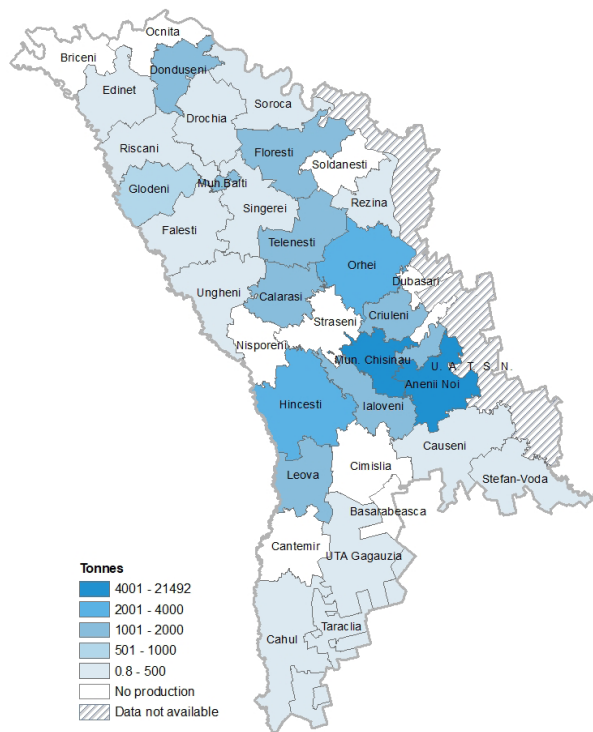 Ocnita
Briceni
Donduseni
Edinet
Soroca
Drochia
Riscani
Floresti
Soldanesti
Glodeni
Mun.Balti
Singerei
Rezina
Falesti
Telenesti
Orhei
Dubasari
Ungheni
Calarasi
Criuleni
Straseni
Nisporeni
Mun. Chisinau
U. A. T. S. N.
Anenii Noi
Hincesti
Ialoveni
Causeni
Cimislia
Leova
Stefan-Voda
Basarabeasca
Cantemir
UTA Gagauzia
Taraclia
Cahul
Tonnes
4001 - 21492
2001 - 4000
1001 - 2000
501 - 1000
0.8 - 500
No production
Data not available